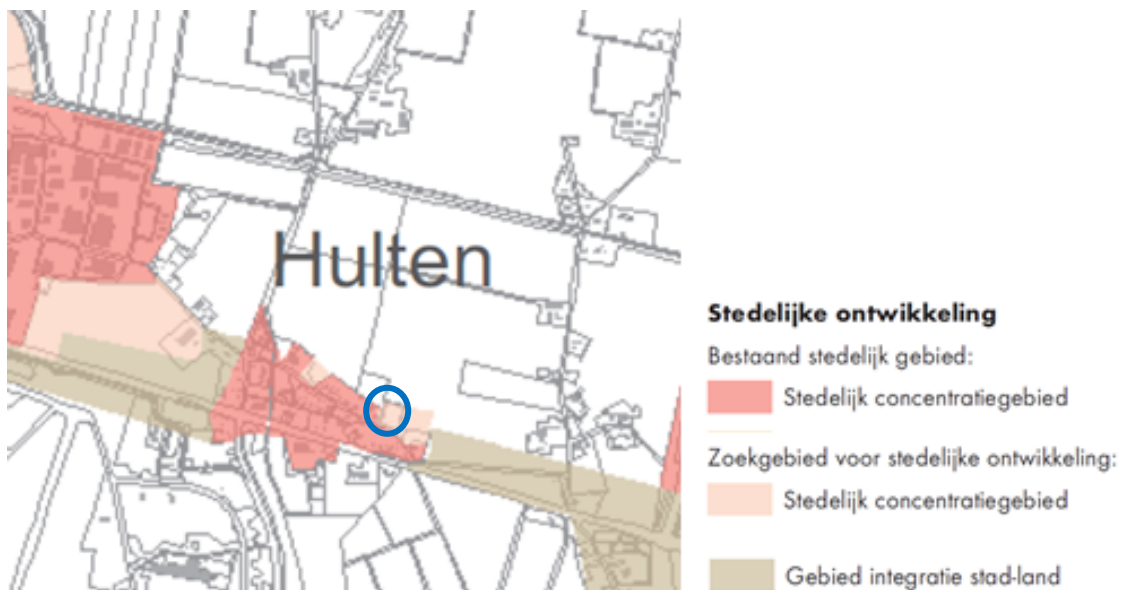 Hulten
Stedelijke ontwikkeling
Bestaand stedelijk gebied:
Stedelijk concentratiegebied
Zoekgebied voor stedelijke ontwikkeling:
Stedelijk concentratiegebied
Gebied integratie stad-land